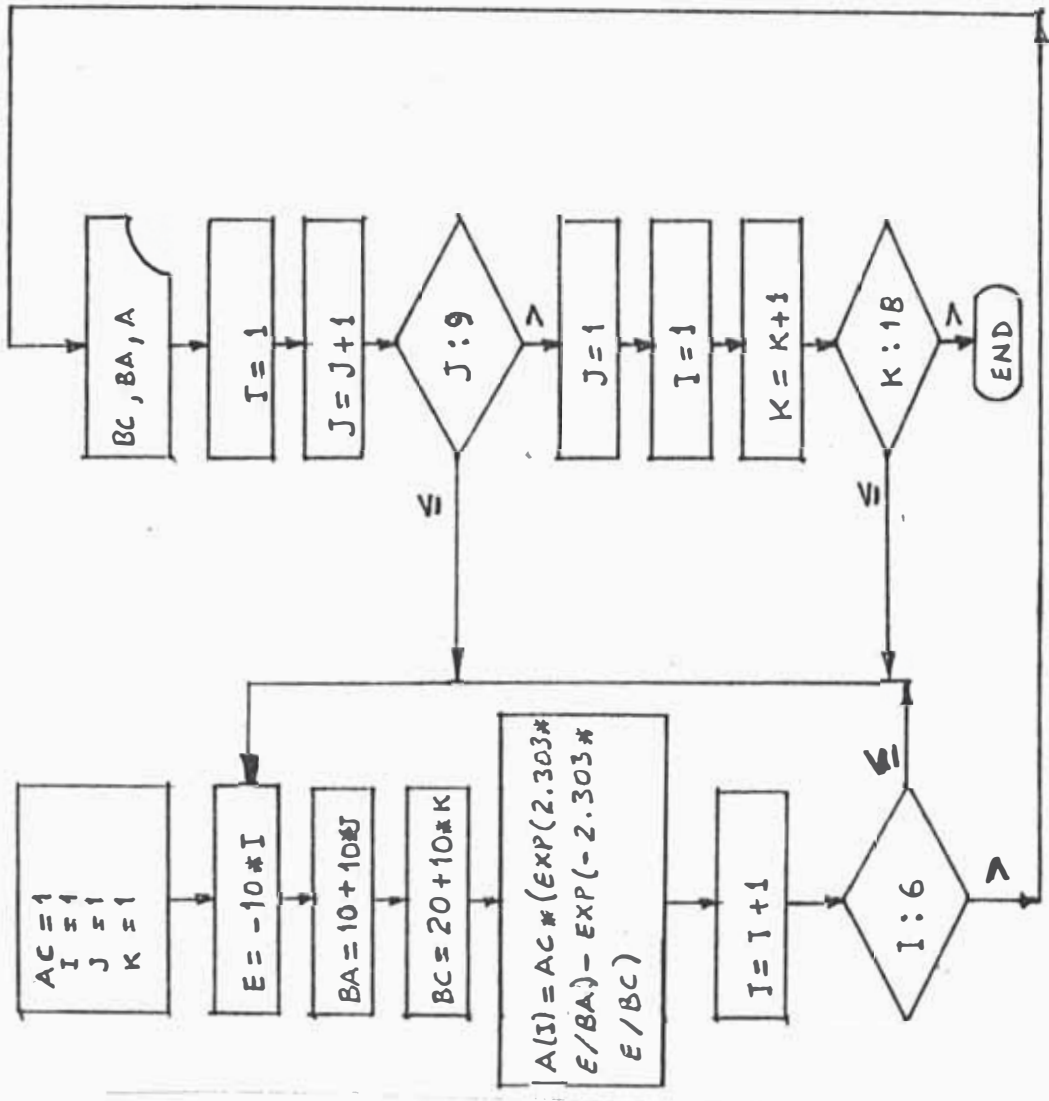 AC = 1
I = 1
J = 1
K = 1
E = -10*I
BA = 10+10*J
BC = 20+10*K
A(I) = AC*(EXP(2.303*
E/BA)-EXP(-2.303*
E/BC)
I = I+1
I : 6
≤
>
BC, BA, A
I = 1
J = J+1
J : 9
≤
>
J = 1
I = 1
K = K+1
K : 18
≤
>
END